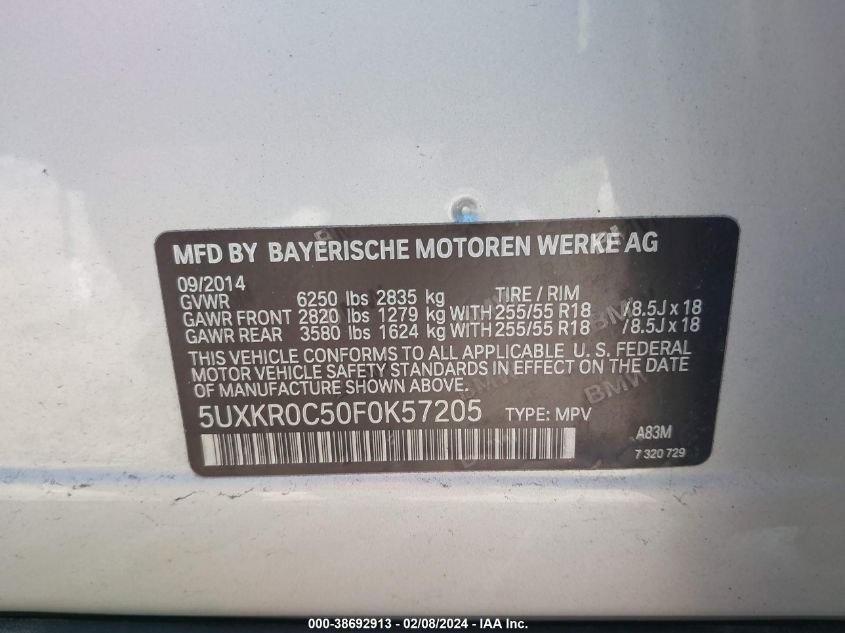 MFD BY BAYERISCHE MOTOREN WERKE AG
09/2014
GVWR 6250 lbs 2835 kg TIRE / RIM
GAWR FRONT 2820 lbs 1279 kg WITH 255/55 R18 /8.5J x 18
GAWR REAR 3580 lbs 1624 kg WITH 255/55 R18 /8.5J x 18
THIS VEHICLE CONFORMS TO ALL APPLICABLE U. S. FEDERAL
MOTOR VEHICLE SAFETY STANDARDS IN EFFECT ON THE DATE
OF MANUFACTURE SHOWN ABOVE.
5UXKR0C50F0K57205 TYPE: MPV
A83M
7 320 729
000-38692913 - 02/08/2024 - IAA Inc.